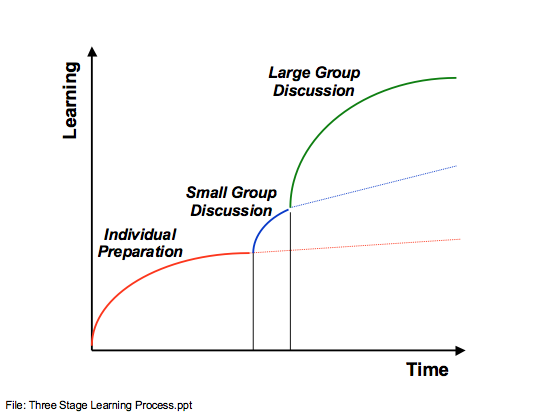 Learning
Large Group
Discussion
Small Group
Discussion
Individual
Preparation
Time
File: Three Stage Learning Process.ppt